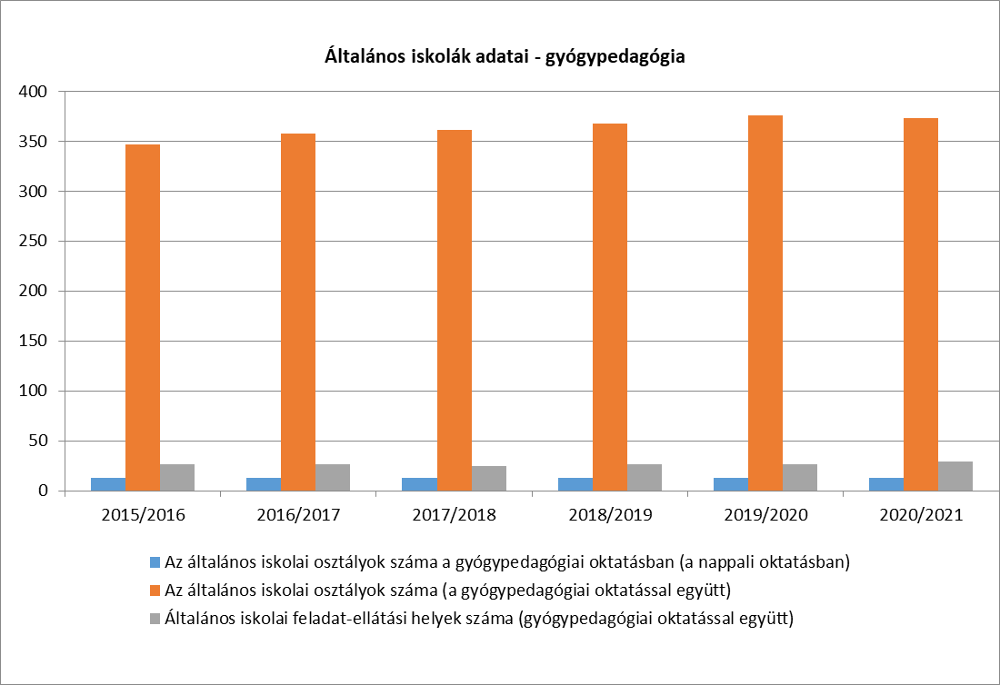 Általános iskolák adatai - gyógypedagógia
400
350
300
250
200
150
100
50
0
2015/2016 2016/2017 2017/2018 2018/2019 2019/2020 2020/2021
Az általános iskolai osztályok száma a gyógypedagógiai oktatásban (a nappali oktatásban)
Az általános iskolai osztályok száma (a gyógypedagógiai oktatással együtt)
Általános iskolai feladat-ellátási helyek száma (gyógypedagógiai oktatással együtt)